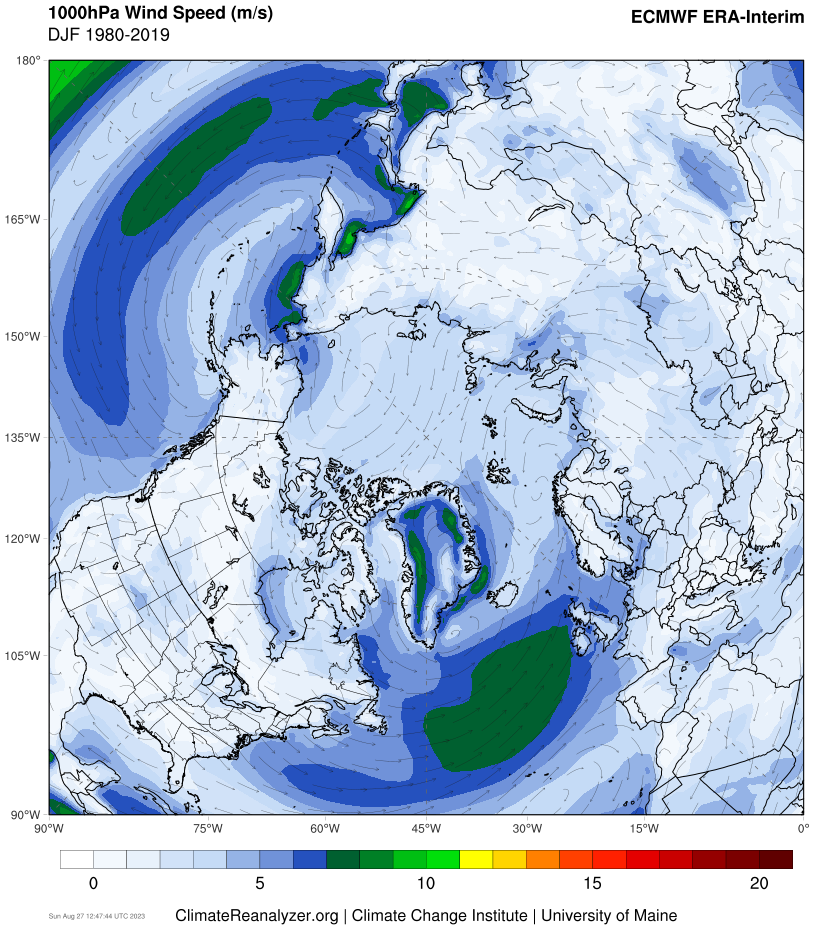 1000hPa Wind Speed (m/s)
DJF 1980-2019
ECMWF ERA-Interim
180°
165°W
150°W
135°W
120°W
105°W
90°W
90°W 75°W 60°W 45°W 30°W 15°W 0°
0 5 10 15 20
Sun Aug 27 12:47:44 UTC 2023
ClimateReanalyzer.org | Climate Change Institute | University of Maine